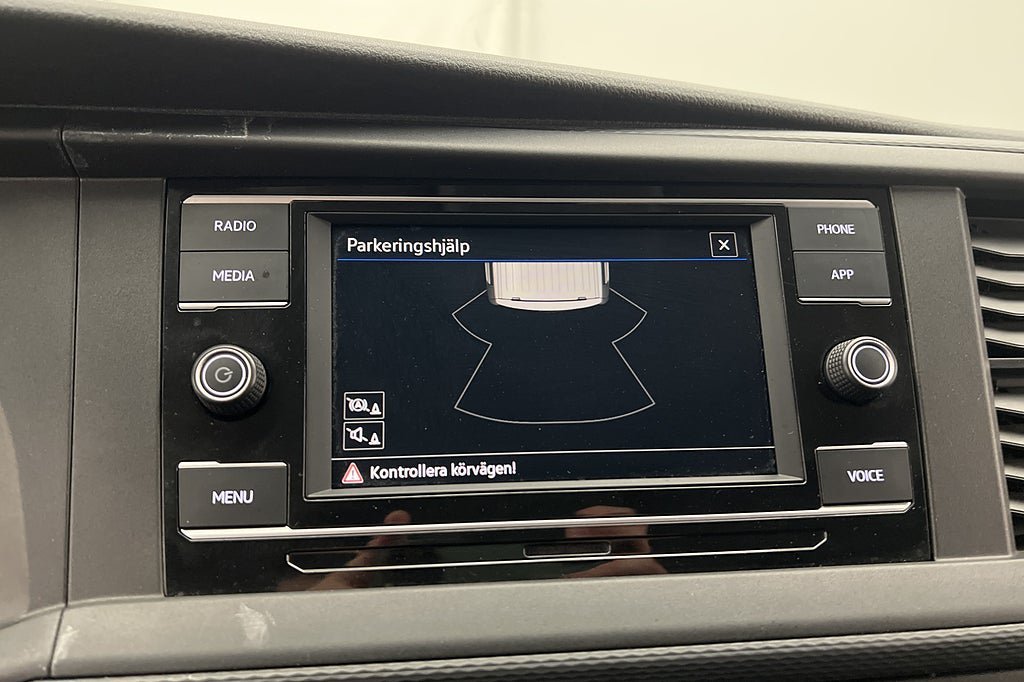 RADIO
MEDIA
MENU
Parkeringshjälp
Kontrollera körvägen!
PHONE
APP
VOICE